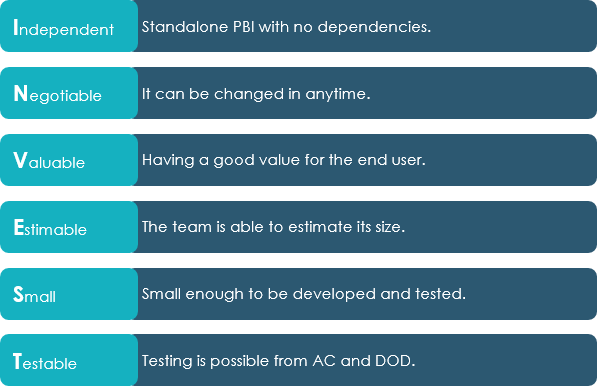 Independent Standalone PBI with no dependencies.
Negotiable It can be changed in anytime.
Valuable Having a good value for the end user.
Estimable The team is able to estimate its size.
Small Small enough to be developed and tested.
Testable Testing is possible from AC and DOD.